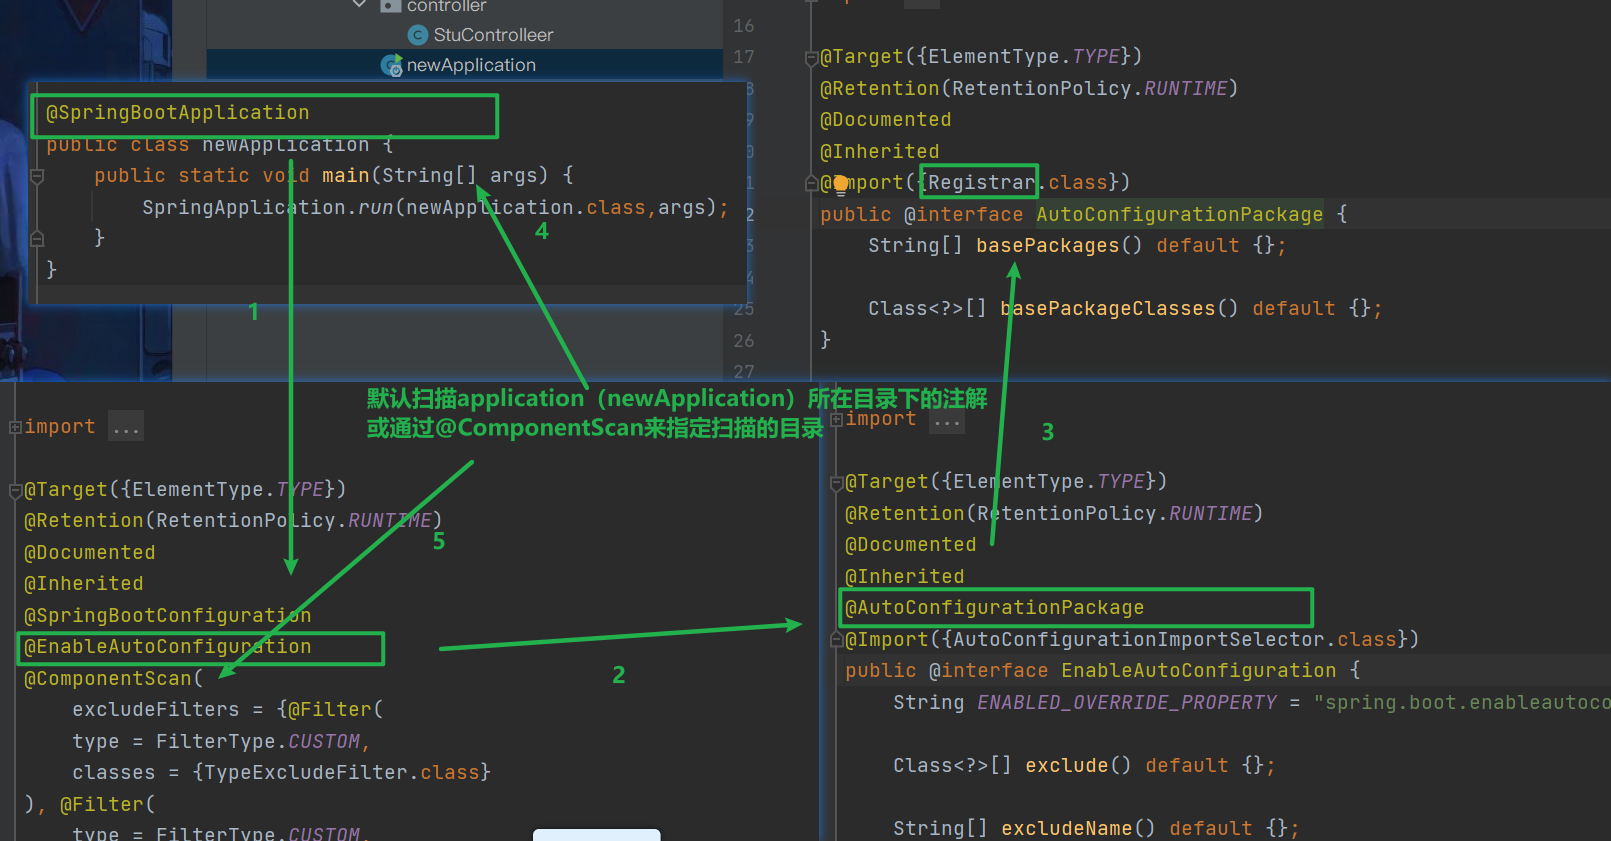 controller
StuControlleer
newApplication
@SpringBootApplication
public class newApplication {
public static void main(String[] args) {
SpringApplication.run(newApplication.class,args);
}
}
1
4
16
17
25
26
27
@Target({ElementType.TYPE})
@Retention(RetentionPolicy.RUNTIME)
@Documented
@Inherited
@Import({Registrar.class})
public @interface AutoConfigurationPackage {
String[] basePackages() default {};
Class<?>[] basePackageClasses() default {};
}
默认扫描application（newApplication）所在目录下的注解
或通过@ComponentScan来指定扫描的目录
import ...
@Target({ElementType.TYPE})
@Retention(RetentionPolicy.RUNTIME)
@Documented
@Inherited
@SpringBootConfiguration
@EnableAutoConfiguration
@ComponentScan(
excludeFilters = {@Filter(
type = FilterType.CUSTOM,
classes = {TypeExcludeFilter.class}
), @Filter(
type = FilterType.CUSTOM,
5
2
3
import ...
@Target({ElementType.TYPE})
@Retention(RetentionPolicy.RUNTIME)
@Documented
@Inherited
@AutoConfigurationPackage
@Import({AutoConfigurationImportSelector.class})
public @interface EnableAutoConfiguration {
String ENABLED_OVERRIDE_PROPERTY = "spring.boot.enableautoco
Class<?>[] exclude() default {};
String[] excludeName() default {};